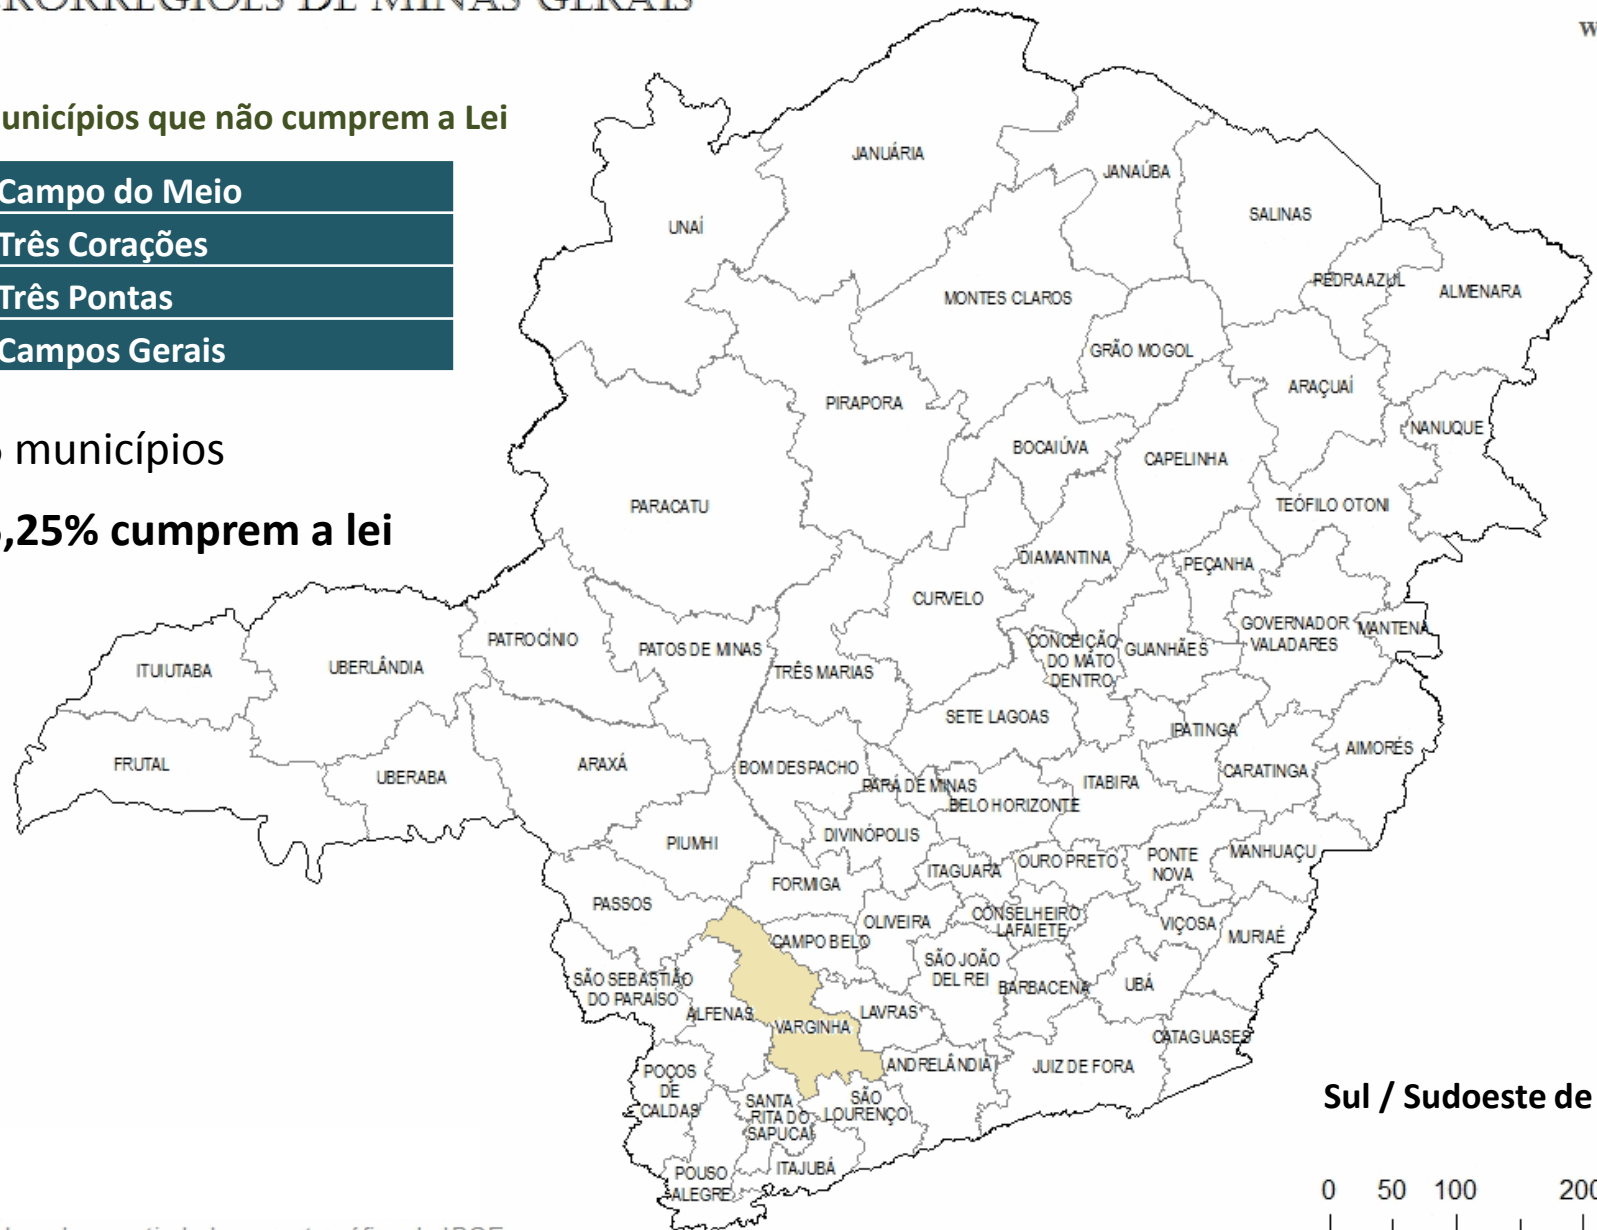 DE MINAS GERAIS
que não cumprem a Lei
Campo do Meio
Três Corações
Três Pontas
Campos Gerais
municípios
,25% cumprem a lei
JANUÁRIA
JANAÚBA
SALINAS
UNAÍ
PEDRA AZUL
ALMENARA
MONTES CLAROS
GRÃO MOGOL
ARAÇUAÍ
PIRAPORA
NANUQUE
BOCAIÚVA
CAPELINHA
PARACATU
TEÓFILO OTONI
DIAMANTINA
PEÇANHA
CURVELO
PATROCÍNIO
PATOS DE MINAS
CONCEIÇÃO
DO MATO
DENTRO
GUANHÃES
GOVERNADOR
VALADARES
MANTENA
ITUIUTABA
UBERLÂNDIA
TRÊS MARIAS
SETE LAGOAS
IPATINGA
AIMORÉS
FRUTAL
UBERABA
ARAXÁ
BOM DESPACHO
PARÁ DE MINAS
BELO HORIZONTE
ITABIRA
CARATINGA
PIUMHI
DIVINÓPOLIS
ITAGUARA
OURO PRETO
PONTE
NOVA
MANHUAÇU
FORMIGA
PASSOS
OLIVEIRA
CONSELHEIRO
LAFAIETE
VIÇOSA
MURIAÉ
CAMPO BELO
SÃO JOÃO
DEL REI
BARBACENA
UBÁ
SÃO SEBASTIÃO
DO PARAÍSO
ALFENAS
VARGINHA
LAVRAS
CATAGUASES
ANDRELÂNDIA
JUIZ DE FORA
POÇOS
DE
CALDAS
SANTA
RITA DO
SAPUCAÍ
SÃO
LOURENÇO
POUSO
ALEGRE
ITAJUBÁ
Sul / Sudoeste de
0 50 100 200